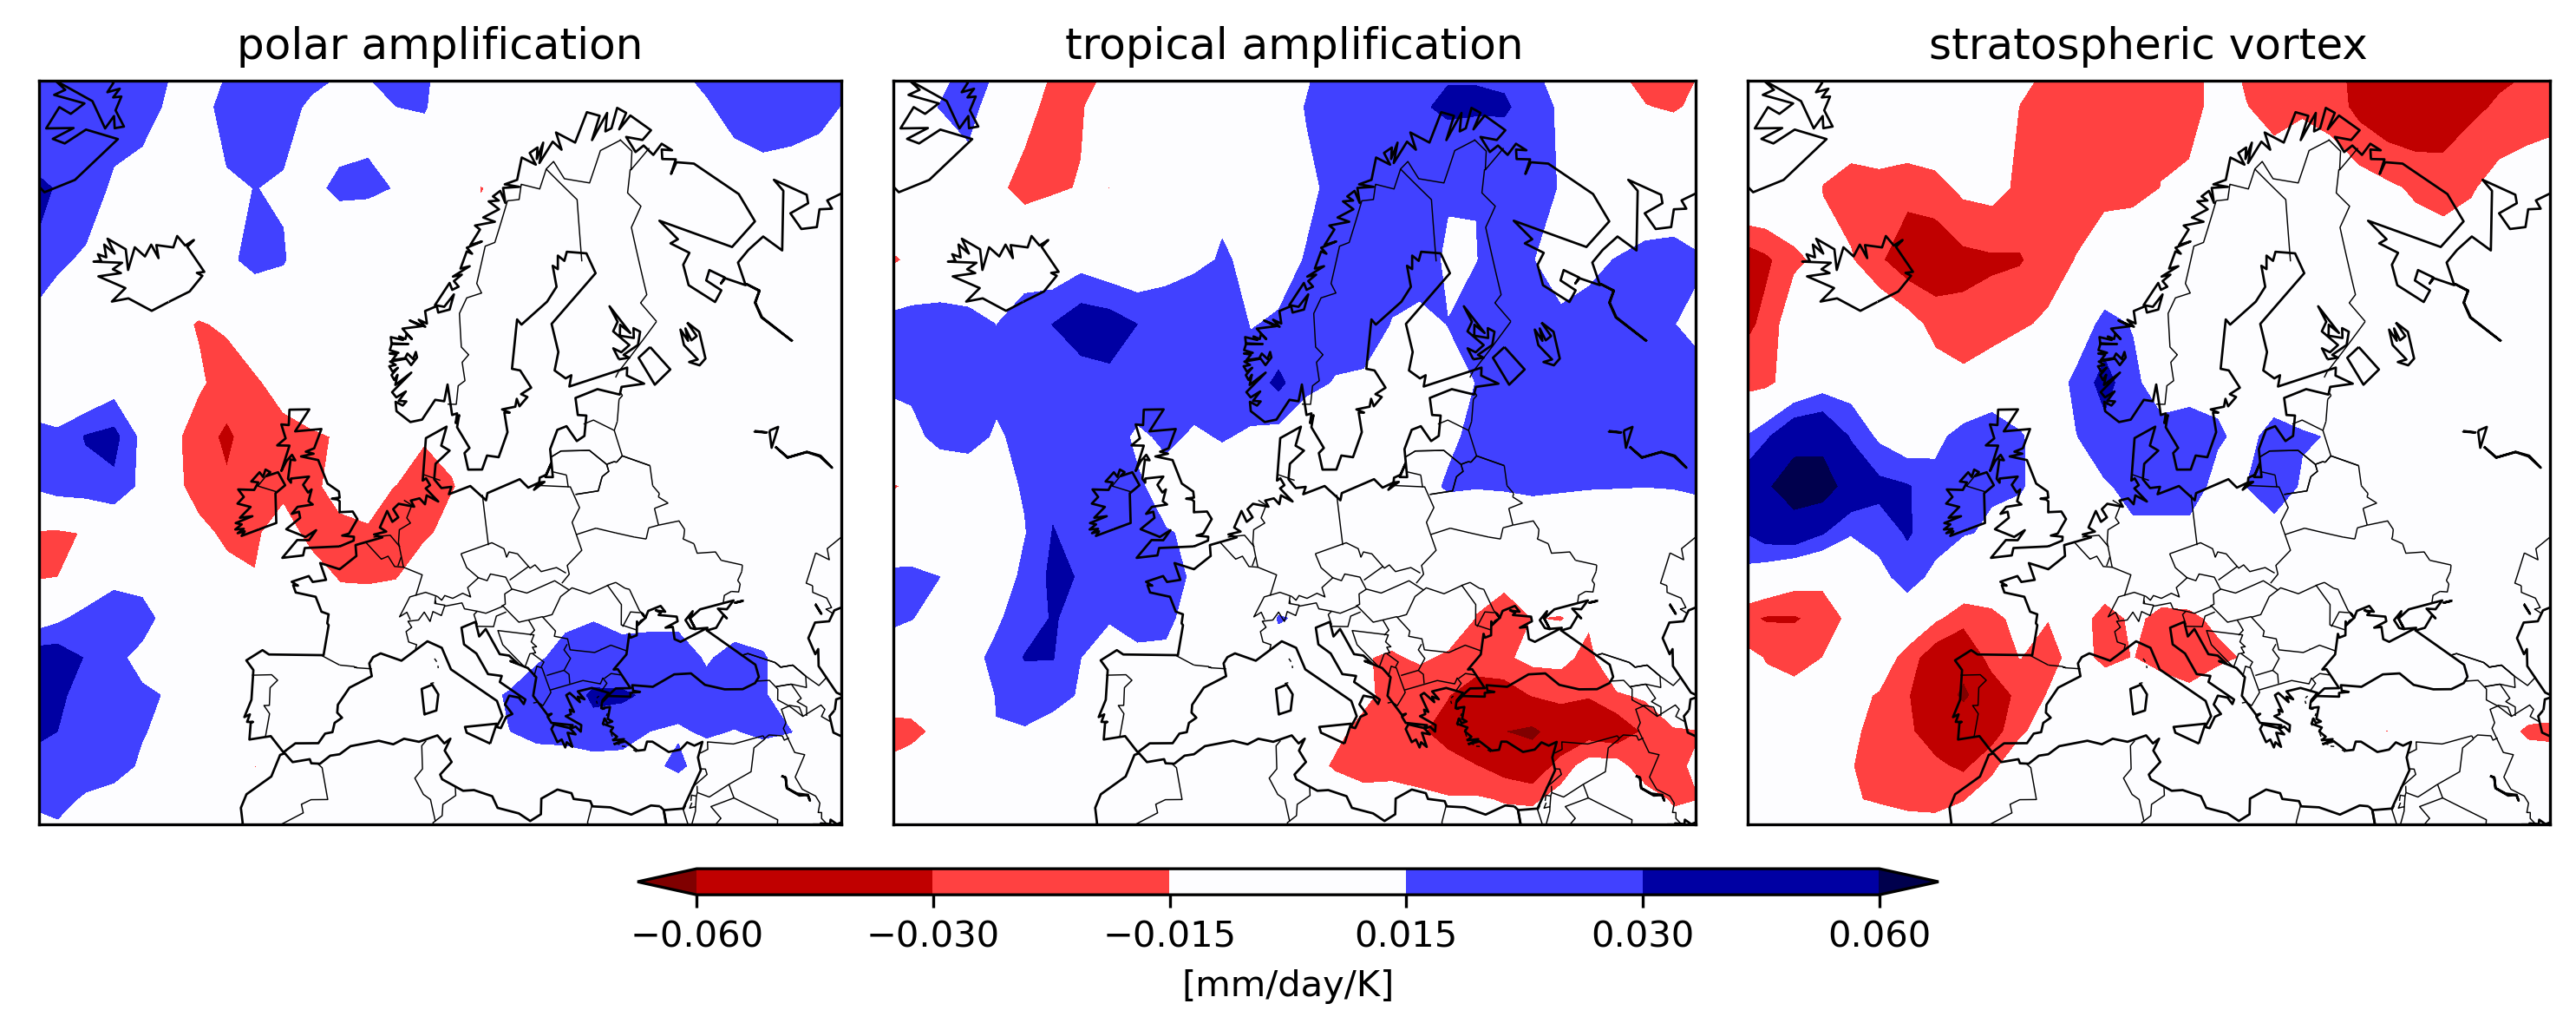 polar amplification
tropical amplification
stratospheric vortex
−0.060 −0.030 −0.015 0.015 0.030 0.060
[mm/day/K]